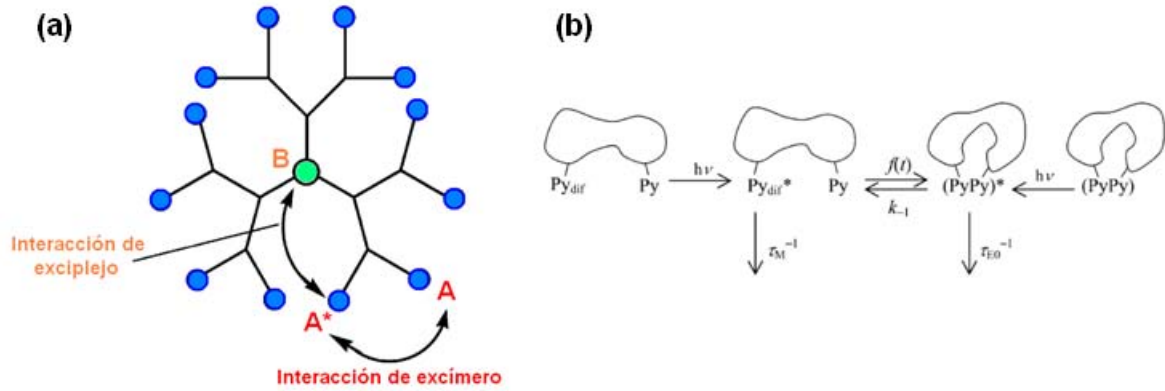 (a)
B
Interacción de
exciplejo
A
A*
Interacción de excímero
(b)
Py_dif Py
hν
Py_dif* Py
f(t)
k₋₁
(PyPy)*
hν
(PyPy)
τ_M⁻¹
τ_E0⁻¹